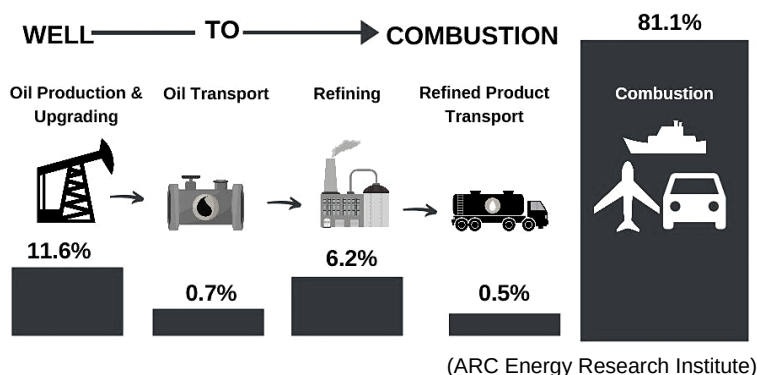 WELL TO COMBUSTION
Oil Production &
Upgrading
Oil Transport
Refining
Refined Product
Transport
Combustion
11.6%
0.7%
6.2%
0.5%
81.1%
(ARC Energy Research Institute)